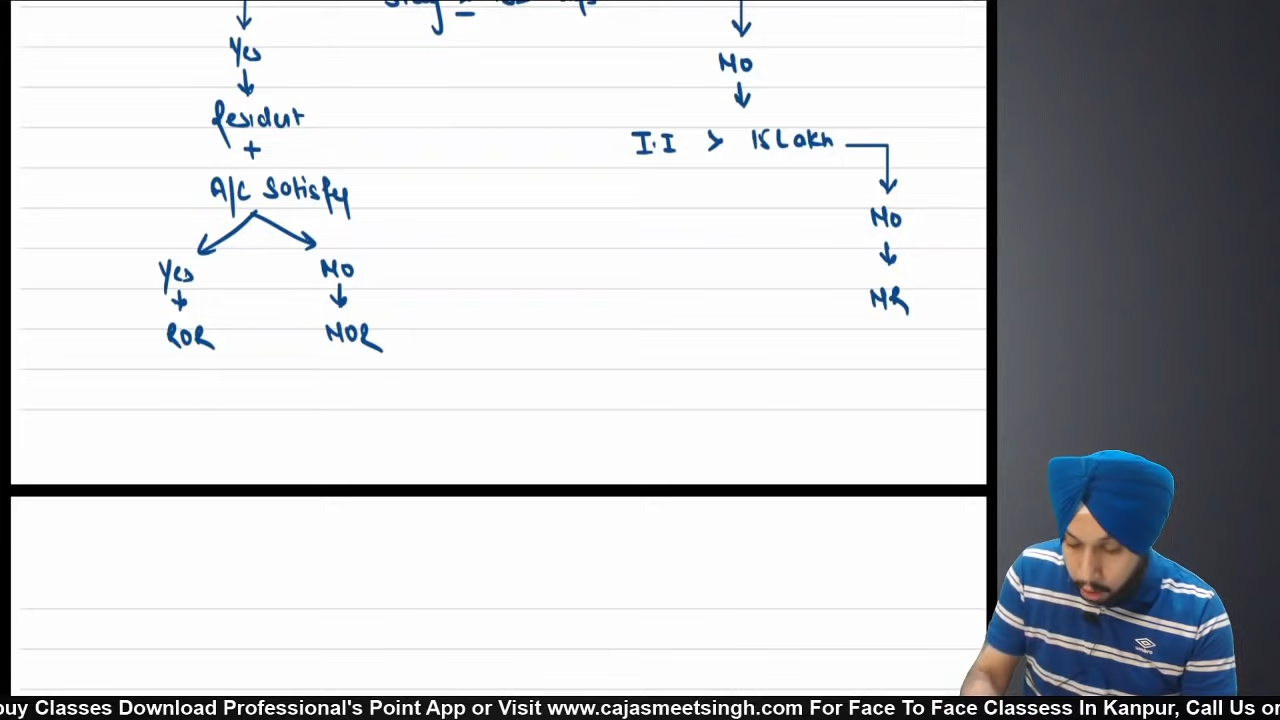 Yes
No
Resident
I.I > 15 Lakh
+
A/C Satisfy
No
Yes
No
NR
ROR
NOR
buy Classes Download Professional's Point App or Visit www.cajasmeetsingh.com For Face To Face Classess In Kanpur, Call Us or